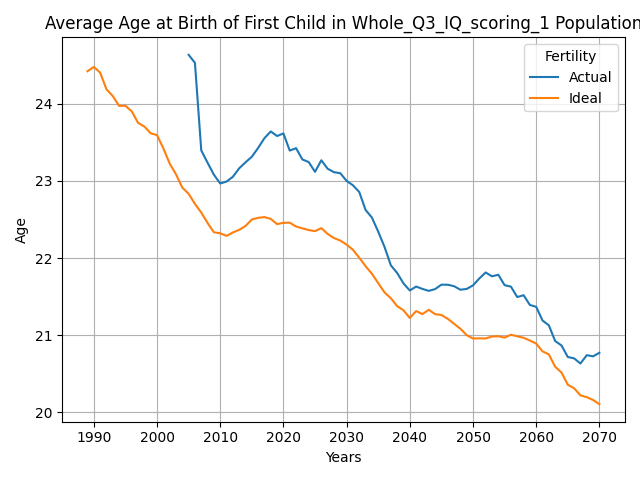 Average Age at Birth of First Child in Whole_Q3_IQ_scoring_1 Population
Fertility
Actual
Ideal
24
23
22
21
20
Age
1990 2000 2010 2020 2030 2040 2050 2060 2070
Years